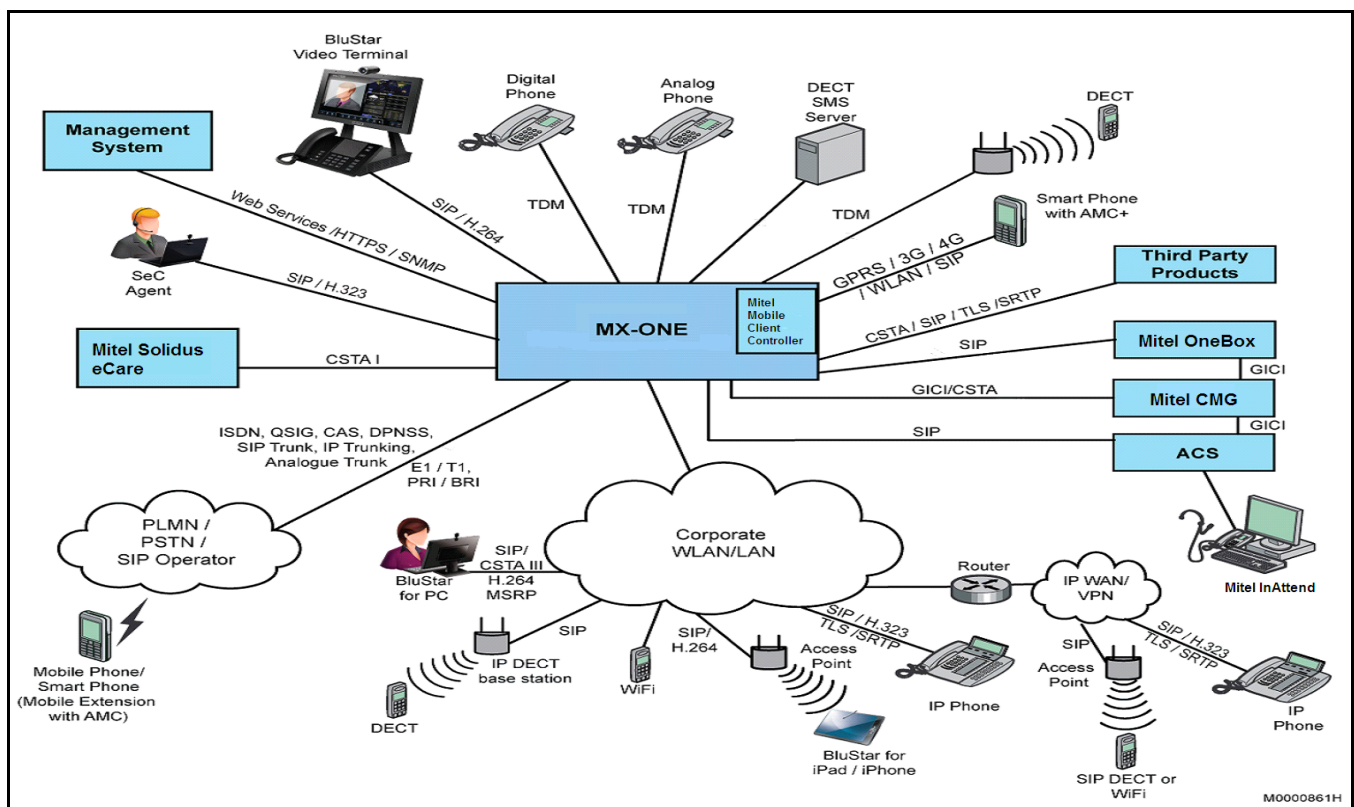 BluStar
Video Terminal
Digital
Phone
Analog
Phone
DECT
SMS
Server
DECT
Management
System
Smart Phone
with AMC+
TDM
TDM
TDM
Web Services /HTTPS / SNMP
SIP / H.264
GPRS / 3G / 4G
/ WLAN / SIP
SeC
Agent
SIP / H.323
Third Party
Products
MX-ONE
Mitel
Mobile
Client
Controller
CSTA / SIP / TLS /SRTP
Mitel Solidus
eCare
CSTA I
SIP
Mitel OneBox
GICI
GICI/CSTA
Mitel CMG
GICI
SIP
ACS
ISDN, QSIG, CAS, DPNSS,
SIP Trunk, IP Trunking,
Analogue Trunk
E1 / T1,
PRI / BRI
PLMN /
PSTN /
SIP Operator
Corporate
WLAN/LAN
Mitel InAttend
BluStar
for PC
SIP/
CSTA III
H.264
MSRP
Router
IP WAN/
VPN
SIP
IP DECT
base station
DECT
WiFi
SIP/
H.264
Access
Point
SIP / H.323
TLS /SRTP
IP Phone
BluStar for
iPad / iPhone
SIP
Access
Point
SIP / H.323
TLS / SRTP
IP
Phone
SIP DECT or
WiFi
Mobile Phone/
Smart Phone
(Mobile Extension
with AMC)
M0000861H